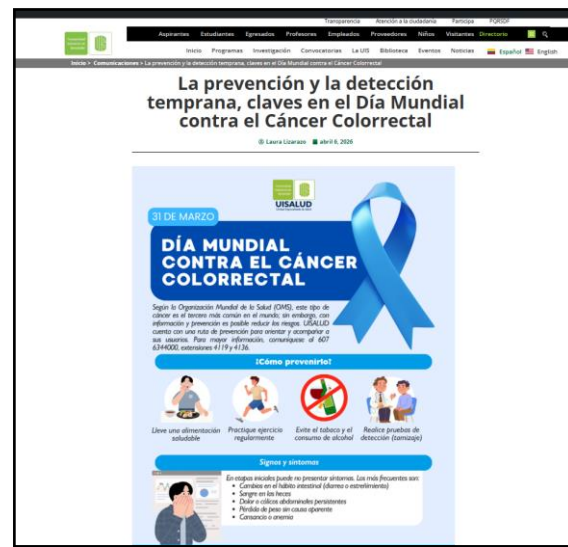 Transparencia Atención a la ciudadanía Participa PQRSDF
Aspirantes Estudiantes Egresados Profesores Empleados Proveedores Niños Visitantes Directorio
Inicio Programas Investigación Convocatorias La UIS Biblioteca Eventos Noticias Español English
Inicio > Comunicaciones > La prevención y la detección temprana, claves en el Día Mundial contra el Cáncer Colorrectal
La prevención y la detección
temprana, claves en el Día Mundial
contra el Cáncer Colorrectal
Laura Lizarazo abril 8, 2026
UISALUD
31 DE MARZO
DÍA MUNDIAL
CONTRA EL CÁNCER
COLORRECTAL
Según la Organización Mundial de la Salud (OMS), este tipo de
cáncer es el tercero más común en el mundo; sin embargo, con
información y prevención es posible reducir los riesgos. UISALUD
cuenta con una ruta de prevención para orientar y acompañar a
sus usuarios. Para mayor información, comuníquese al 607
6344000, extensiones 4119 y 4136.
¿Cómo prevenirlo?
Lleve una alimentación
saludable
Practique ejercicio
regularmente
Evite el tabaco y el
consumo de alcohol
Realice pruebas de
detección (tamizaje)
Signos y síntomas
En etapas iniciales puede no presentar síntomas. Los más frecuentes son:
• Cambios en el hábito intestinal (diarrea o estreñimiento)
• Sangre en las heces
• Dolor o cólicos abdominales persistentes
• Pérdida de peso sin causa aparente
• Cansancio o anemia